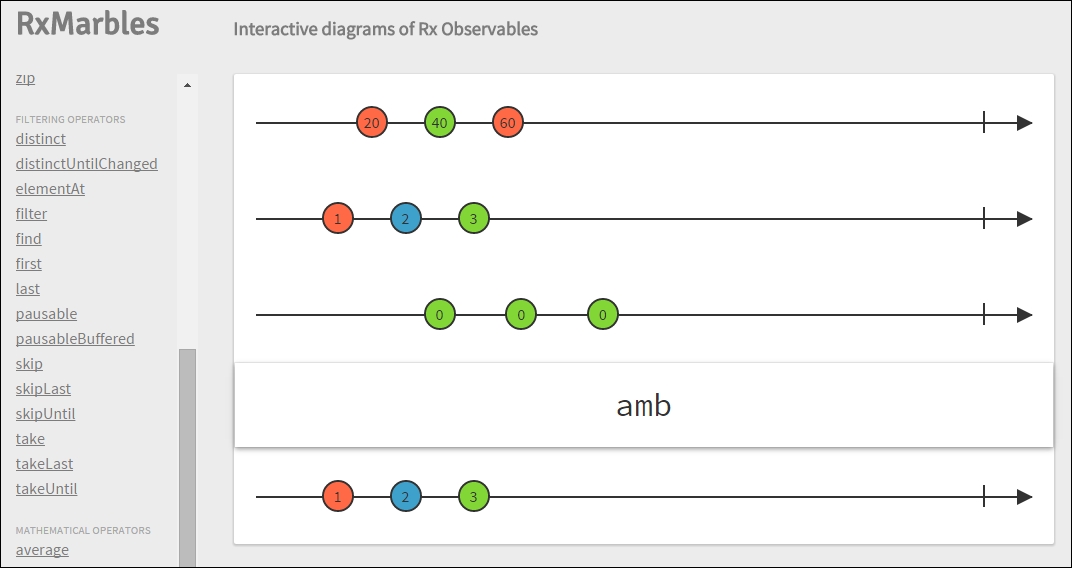 RxMarbles
Interactive diagrams of Rx Observables
zip
FILTERING OPERATORS
distinct
distinctUntilChanged
elementAt
filter
find
first
last
pausable
pausableBuffered
skip
skipLast
skipUntil
take
takeLast
takeUntil
MATHEMATICAL OPERATORS
average
20 40 60
1 2 3
0 0 0
amb
1 2 3